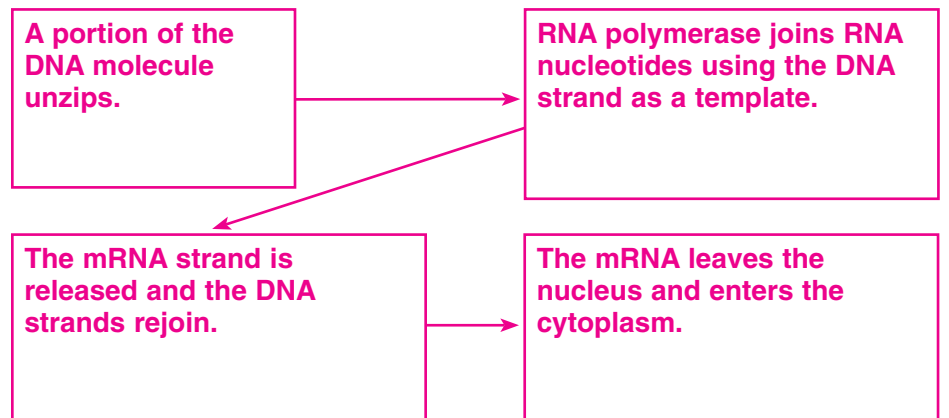 A portion of the
DNA molecule
unzips.
RNA polymerase joins RNA
nucleotides using the DNA
strand as a template.
The mRNA strand is
released and the DNA
strands rejoin.
The mRNA leaves the
nucleus and enters the
cytoplasm.